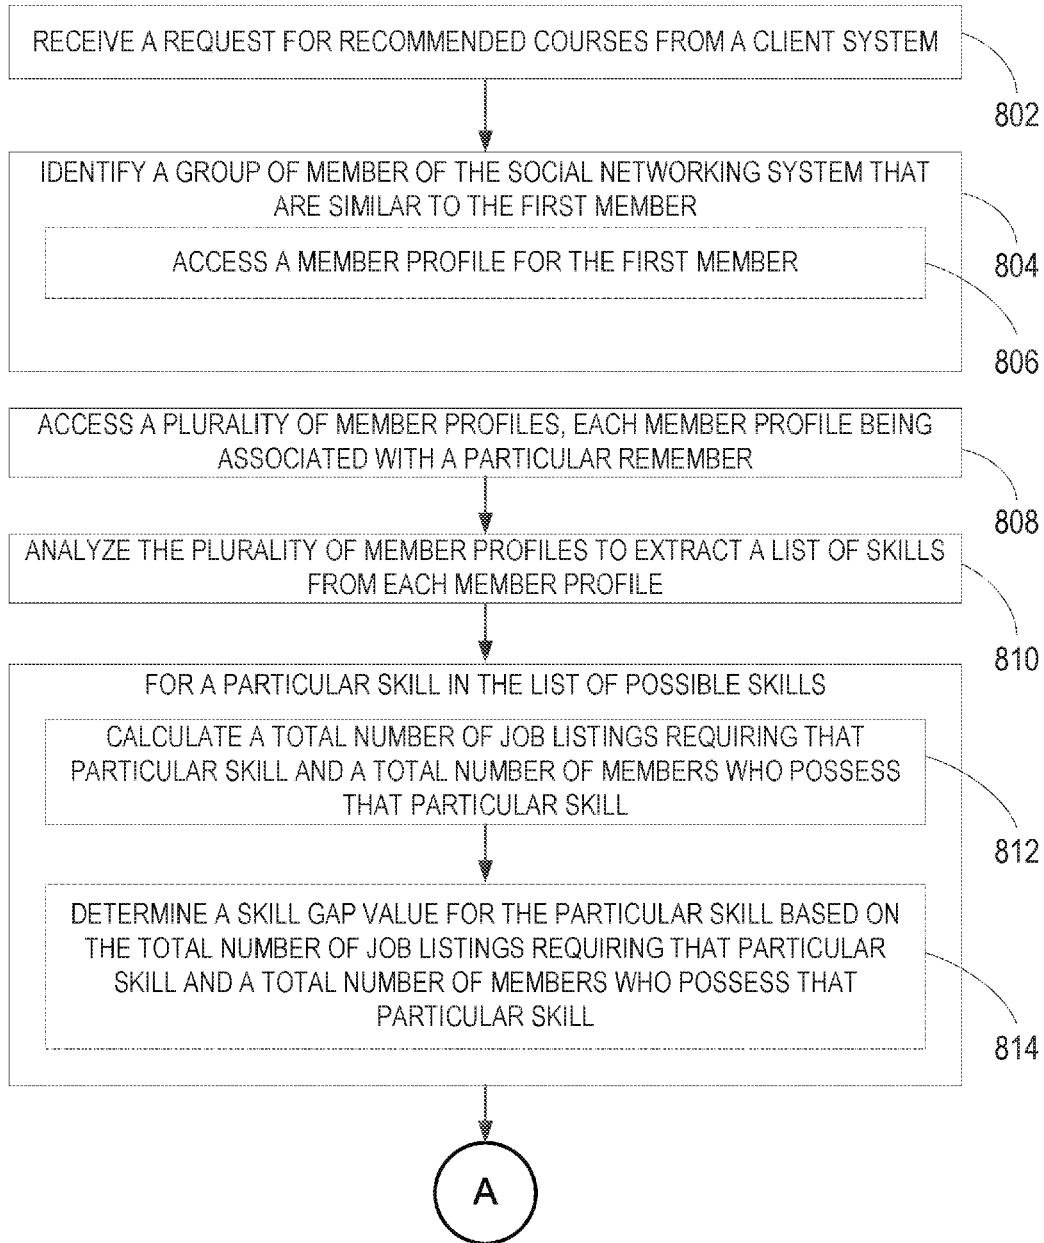 RECEIVE A REQUEST FOR RECOMMENDED COURSES FROM A CLIENT SYSTEM
802
IDENTIFY A GROUP OF MEMBER OF THE SOCIAL NETWORKING SYSTEM THAT
ARE SIMILAR TO THE FIRST MEMBER
804
ACCESS A MEMBER PROFILE FOR THE FIRST MEMBER
806
ACCESS A PLURALITY OF MEMBER PROFILES, EACH MEMBER PROFILE BEING
ASSOCIATED WITH A PARTICULAR REMEMBER
808
ANALYZE THE PLURALITY OF MEMBER PROFILES TO EXTRACT A LIST OF SKILLS
FROM EACH MEMBER PROFILE
810
FOR A PARTICULAR SKILL IN THE LIST OF POSSIBLE SKILLS
CALCULATE A TOTAL NUMBER OF JOB LISTINGS REQUIRING THAT
PARTICULAR SKILL AND A TOTAL NUMBER OF MEMBERS WHO POSSESS
THAT PARTICULAR SKILL
812
DETERMINE A SKILL GAP VALUE FOR THE PARTICULAR SKILL BASED ON
THE TOTAL NUMBER OF JOB LISTINGS REQUIRING THAT PARTICULAR
SKILL AND A TOTAL NUMBER OF MEMBERS WHO POSSESS THAT
PARTICULAR SKILL
814
A